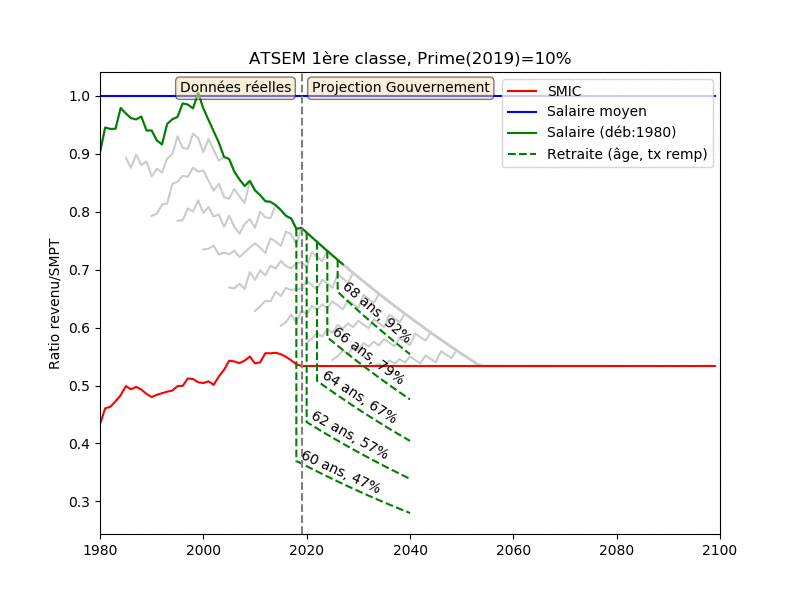 ATSEM 1ère classe, Prime(2019)=10%
Données réelles
Projection Gouvernement
SMIC
Salaire moyen
Salaire (déb:1980)
Retraite (âge, tx remp)
Ratio revenu/SMPT
1.0
0.9
0.8
0.7
0.6
0.5
0.4
0.3
68 ans, 92%
66 ans, 79%
64 ans, 67%
62 ans, 57%
60 ans, 47%
1980
2000
2020
2040
2060
2080
2100